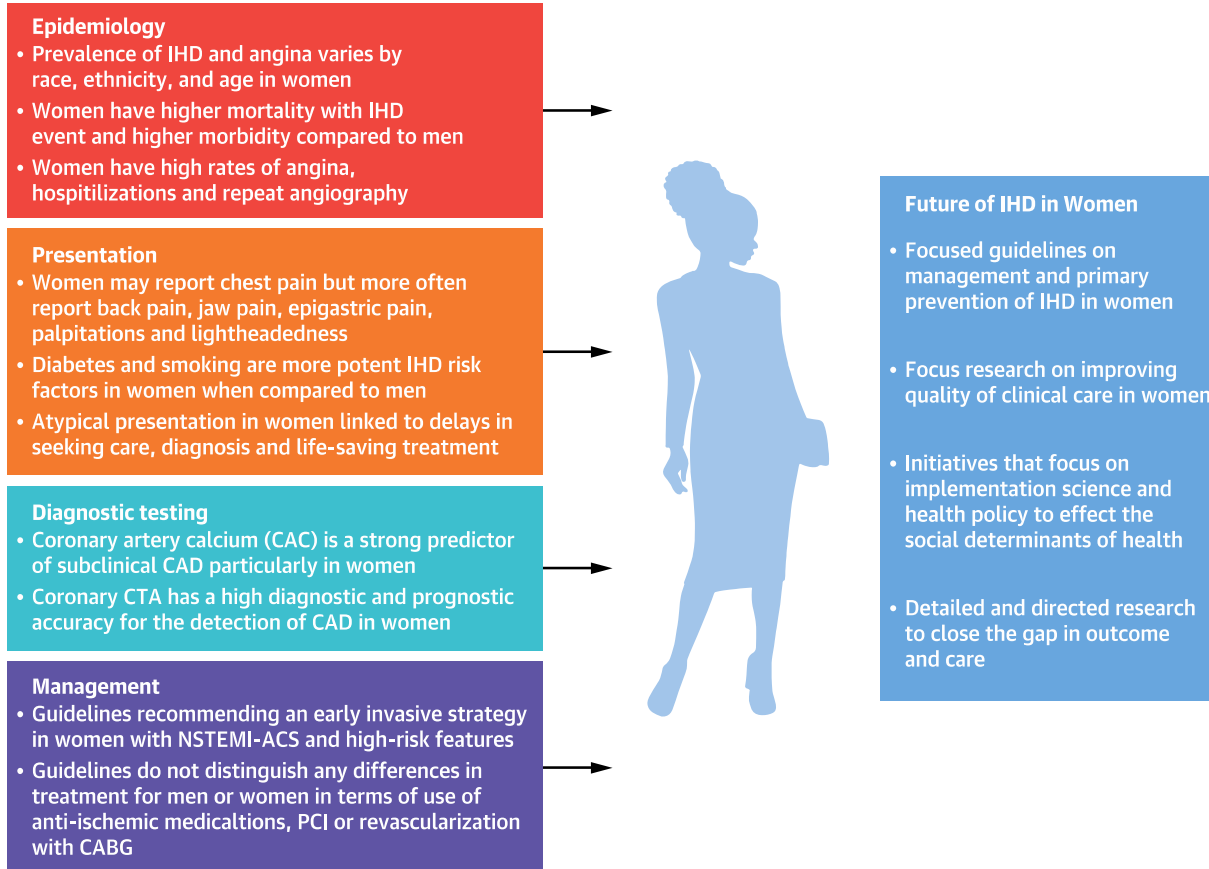 Epidemiology
• Prevalence of IHD and angina varies by
race, ethnicity, and age in women
• Women have higher mortality with IHD
event and higher morbidity compared to men
• Women have high rates of angina,
hospitilizations and repeat angiography
Presentation
• Women may report chest pain but more often
report back pain, jaw pain, epigastric pain,
palpitations and lightheadedness
• Diabetes and smoking are more potent IHD risk
factors in women when compared to men
• Atypical presentation in women linked to delays in
seeking care, diagnosis and life-saving treatment
Diagnostic testing
• Coronary artery calcium (CAC) is a strong predictor
of subclinical CAD particularly in women
• Coronary CTA has a high diagnostic and prognostic
accuracy for the detection of CAD in women
Management
• Guidelines recommending an early invasive strategy
in women with NSTEMI-ACS and high-risk features
• Guidelines do not distinguish any differences in
treatment for men or women in terms of use of
anti-ischemic medicaltions, PCI or revascularization
with CABG
Future of IHD in Women
• Focused guidelines on
management and primary
prevention of IHD in women
• Focus research on improving
quality of clinical care in women
• Initiatives that focus on
implementation science and
health policy to effect the
social determinants of health
• Detailed and directed research
to close the gap in outcome
and care